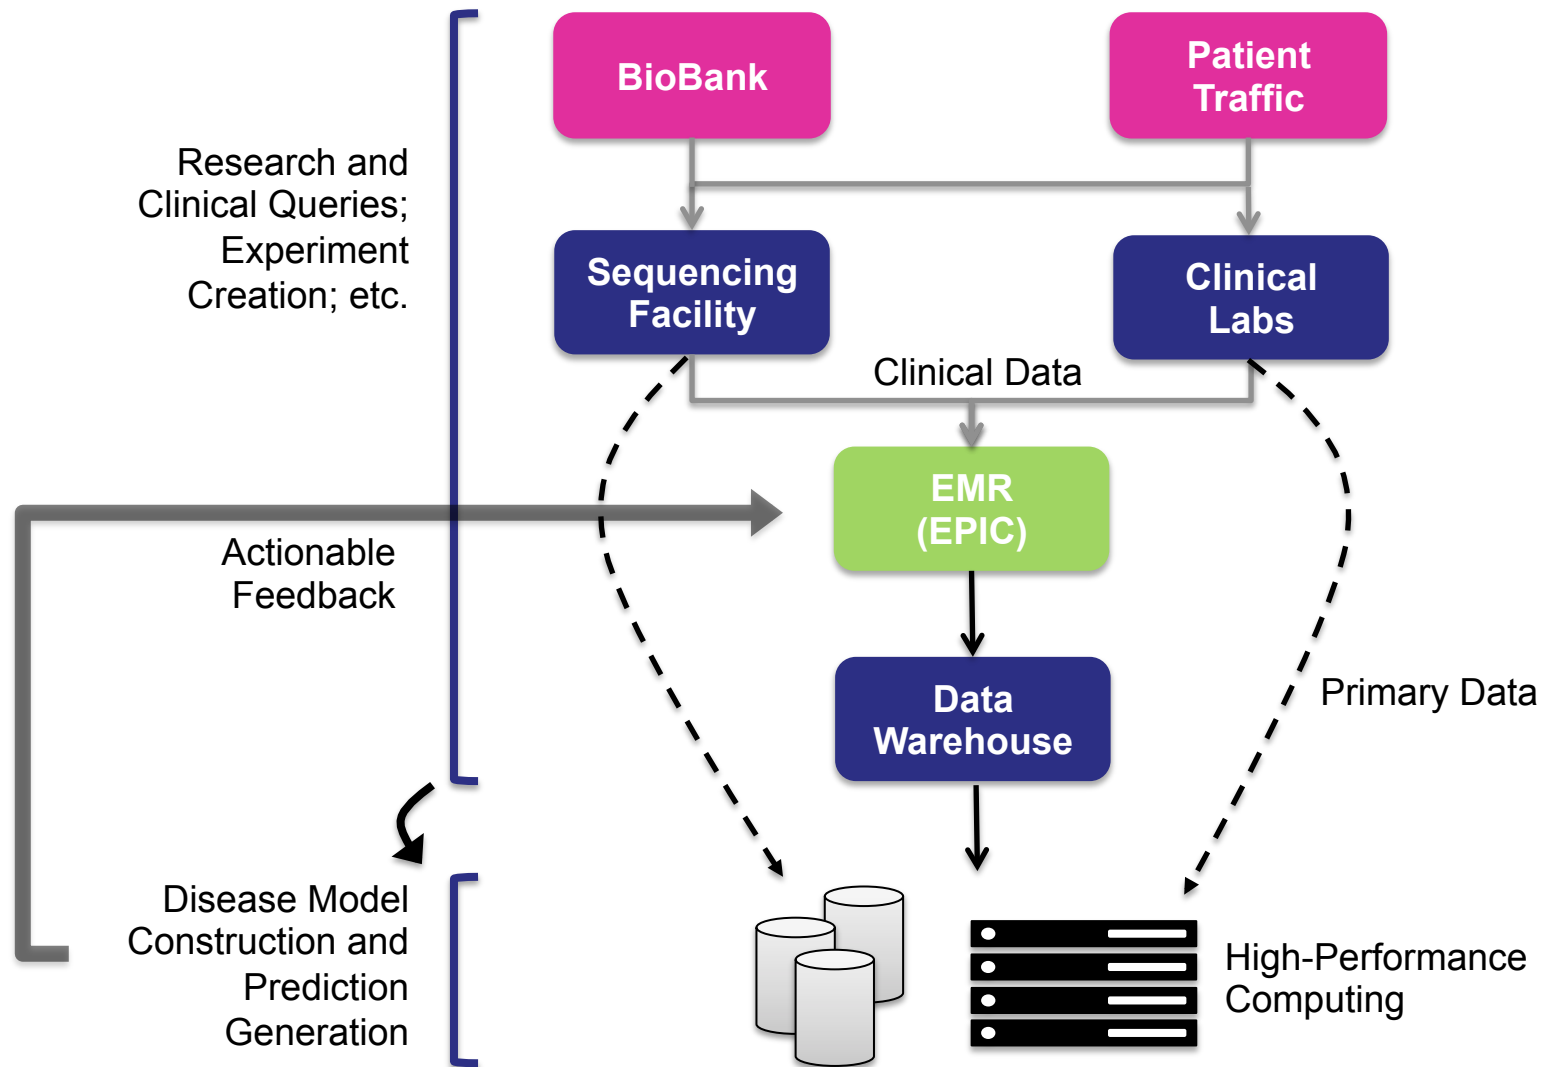 BioBank
Patient
Traffic
Research and
Clinical Queries;
Experiment
Creation; etc.
Sequencing
Facility
Clinical
Labs
Clinical Data
EMR
(EPIC)
Actionable
Feedback
Data
Warehouse
Primary Data
Disease Model
Construction and
Prediction
Generation
High-Performance
Computing